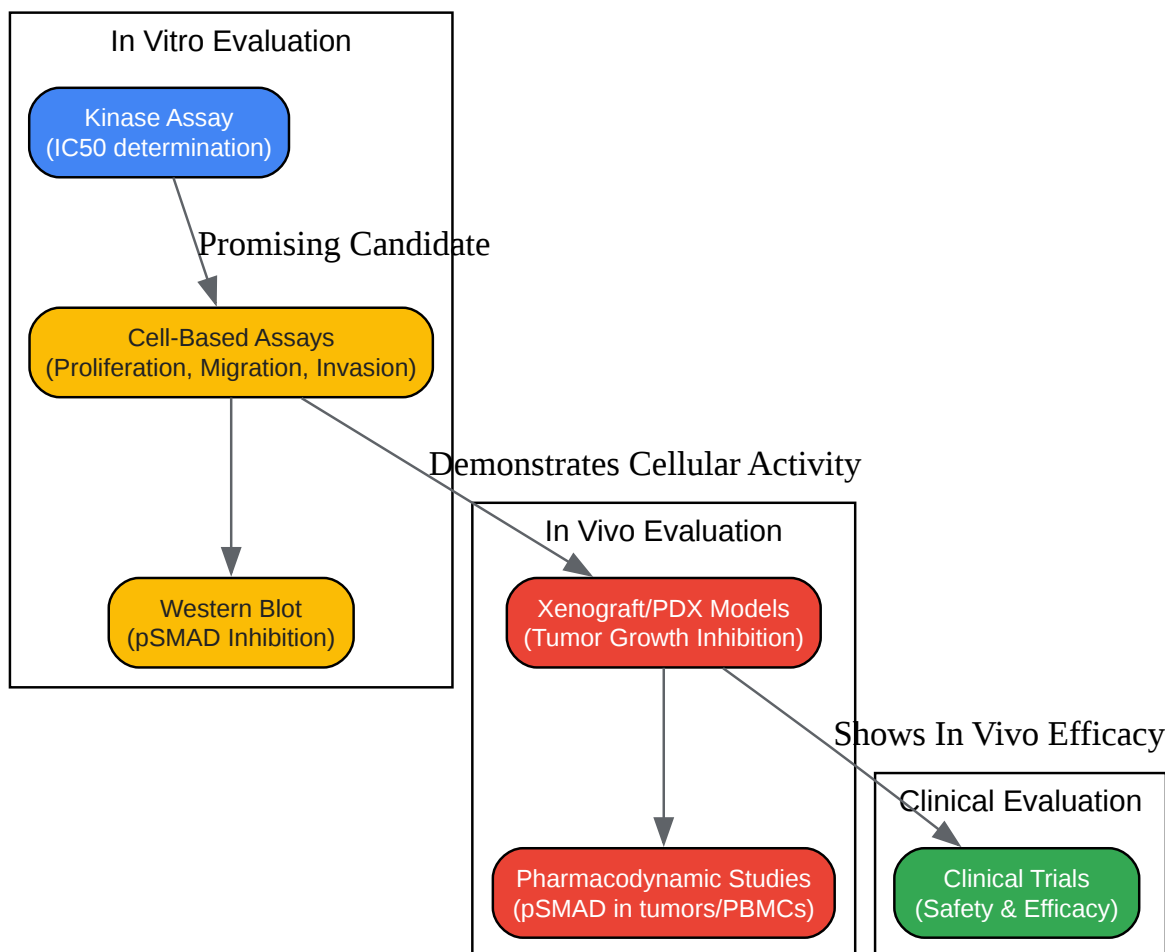 In Vitro Evaluation
Kinase Assay
(IC50 determination)
Promising Candidate
Cell-Based Assays
(Proliferation, Migration, Invasion)
Demonstrates Cellular Activity
In Vivo Evaluation
Western Blot
(pSMAD Inhibition)
Xenograft/PDX Models
(Tumor Growth Inhibition)
Shows In Vivo Efficacy
Clinical Evaluation
Pharmacodynamic Studies
(pSMAD in tumors/PBMCs)
Clinical Trials
(Safety & Efficacy)